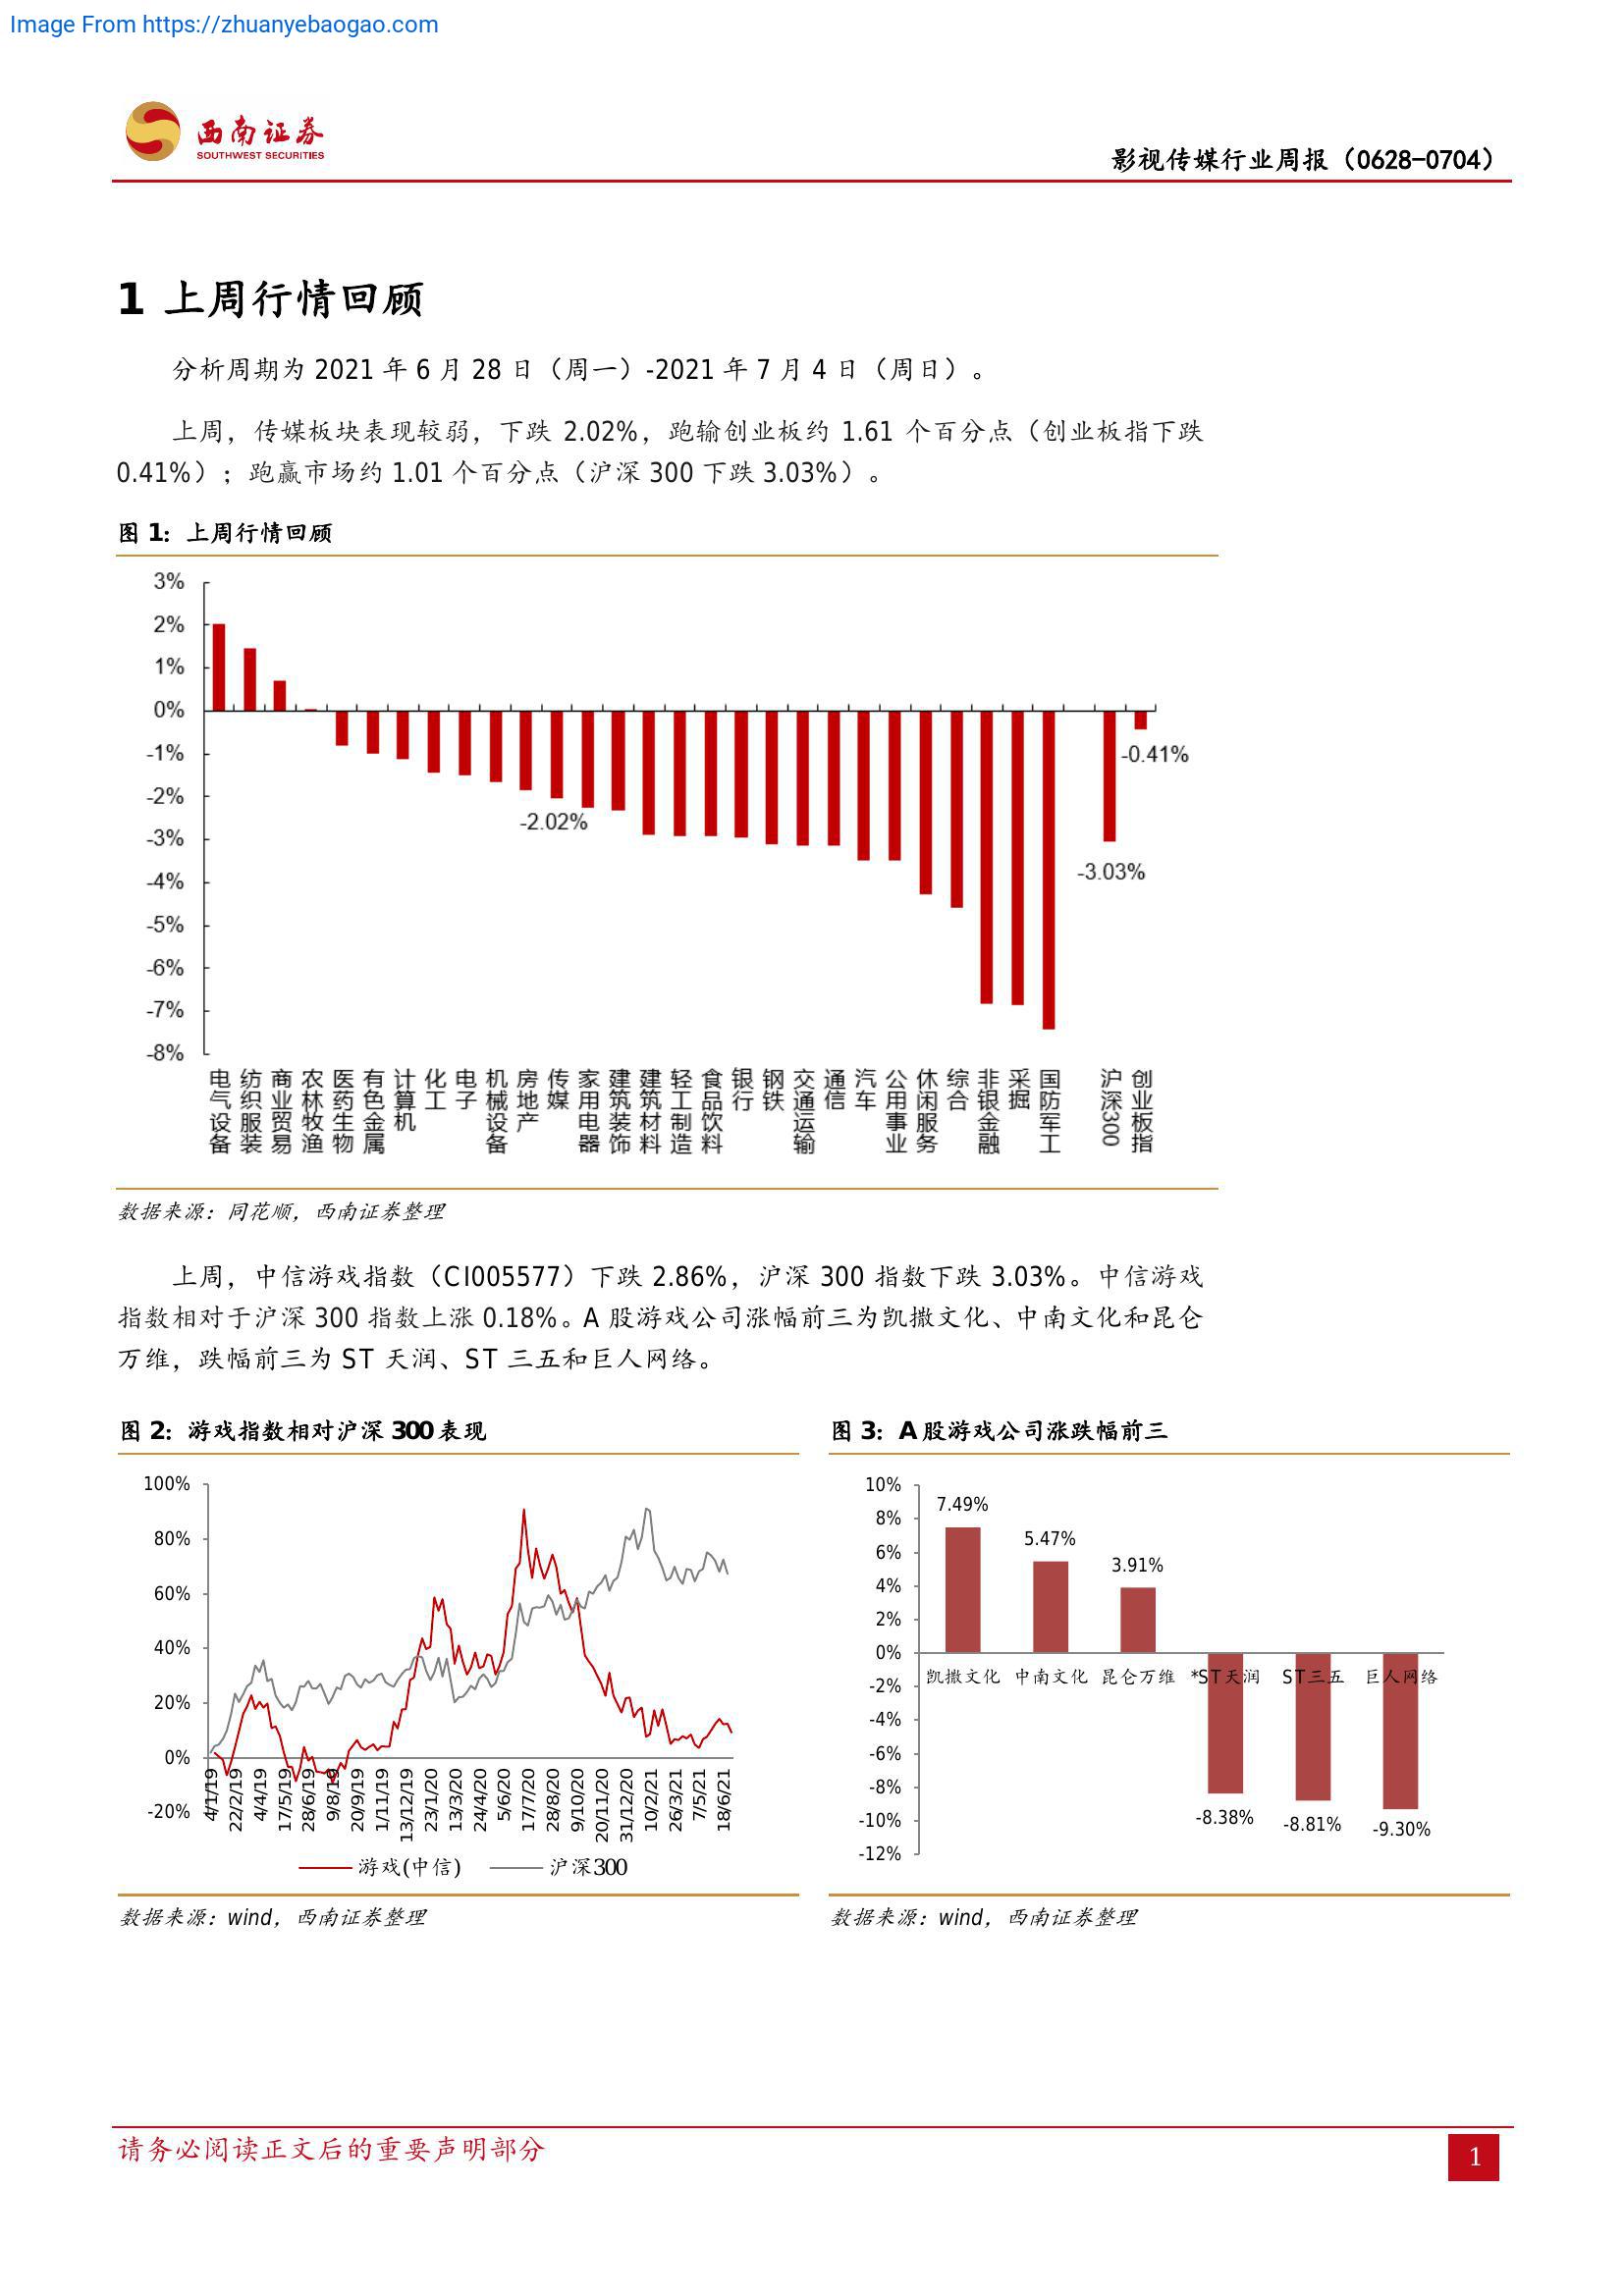 Image From https://zhuanyebaogao.com
西南证券
SOUTHWEST SECURITIES
影视传媒行业周报（0628-0704）
1 上周行情回顾
分析周期为 2021 年 6 月 28 日（周一）-2021 年 7 月 4 日（周日）。
上周，传媒板块表现较弱，下跌 2.02%，跑输创业板约 1.61 个百分点（创业板指下跌
0.41%）；跑赢市场约 1.01 个百分点（沪深 300 下跌 3.03%）。
图 1：上周行情回顾
3%
2%
1%
0%
-1%
-2%
-3%
-4%
-5%
-6%
-7%
-8%
-2.02%
-3.03%
-0.41%
电气设备
纺织服装
商业贸易
农林牧渔
医药生物
有色金属
计算机
化工
电子
机械设备
房地产
传媒
家用电器
建筑装饰
建筑材料
轻工制造
食品饮料
银行
钢铁
交通运输
通信
汽车
公用事业
休闲服务
综合
非银金融
采掘
国防军工
沪深300
创业板指
数据来源：同花顺，西南证券整理
上周，中信游戏指数（CI005577）下跌 2.86%，沪深 300 指数下跌 3.03%。中信游戏
指数相对于沪深 300 指数上涨 0.18%。A 股游戏公司涨幅前三为凯撒文化、中南文化和昆仑
万维，跌幅前三为 ST 天润、ST 三五和巨人网络。
图 2：游戏指数相对沪深 300 表现
100%
80%
60%
40%
20%
0%
-20%
4/1/19
22/2/19
4/4/19
17/5/19
28/6/19
9/8/19
20/9/19
1/11/19
13/12/19
23/1/20
13/3/20
24/4/20
5/6/20
17/7/20
28/8/20
9/10/20
20/11/20
31/12/20
10/2/21
26/3/21
7/5/21
18/6/21
游戏(中信)
沪深300
数据来源：wind，西南证券整理
图 3：A 股游戏公司涨跌幅前三
10%
8%
6%
4%
2%
0%
-2%
-4%
-6%
-8%
-10%
-12%
7.49%
5.47%
3.91%
凯撒文化
中南文化
昆仑万维
*ST天润
ST三五
巨人网络
-8.38%
-8.81%
-9.30%
数据来源：wind，西南证券整理
请务必阅读正文后的重要声明部分
1